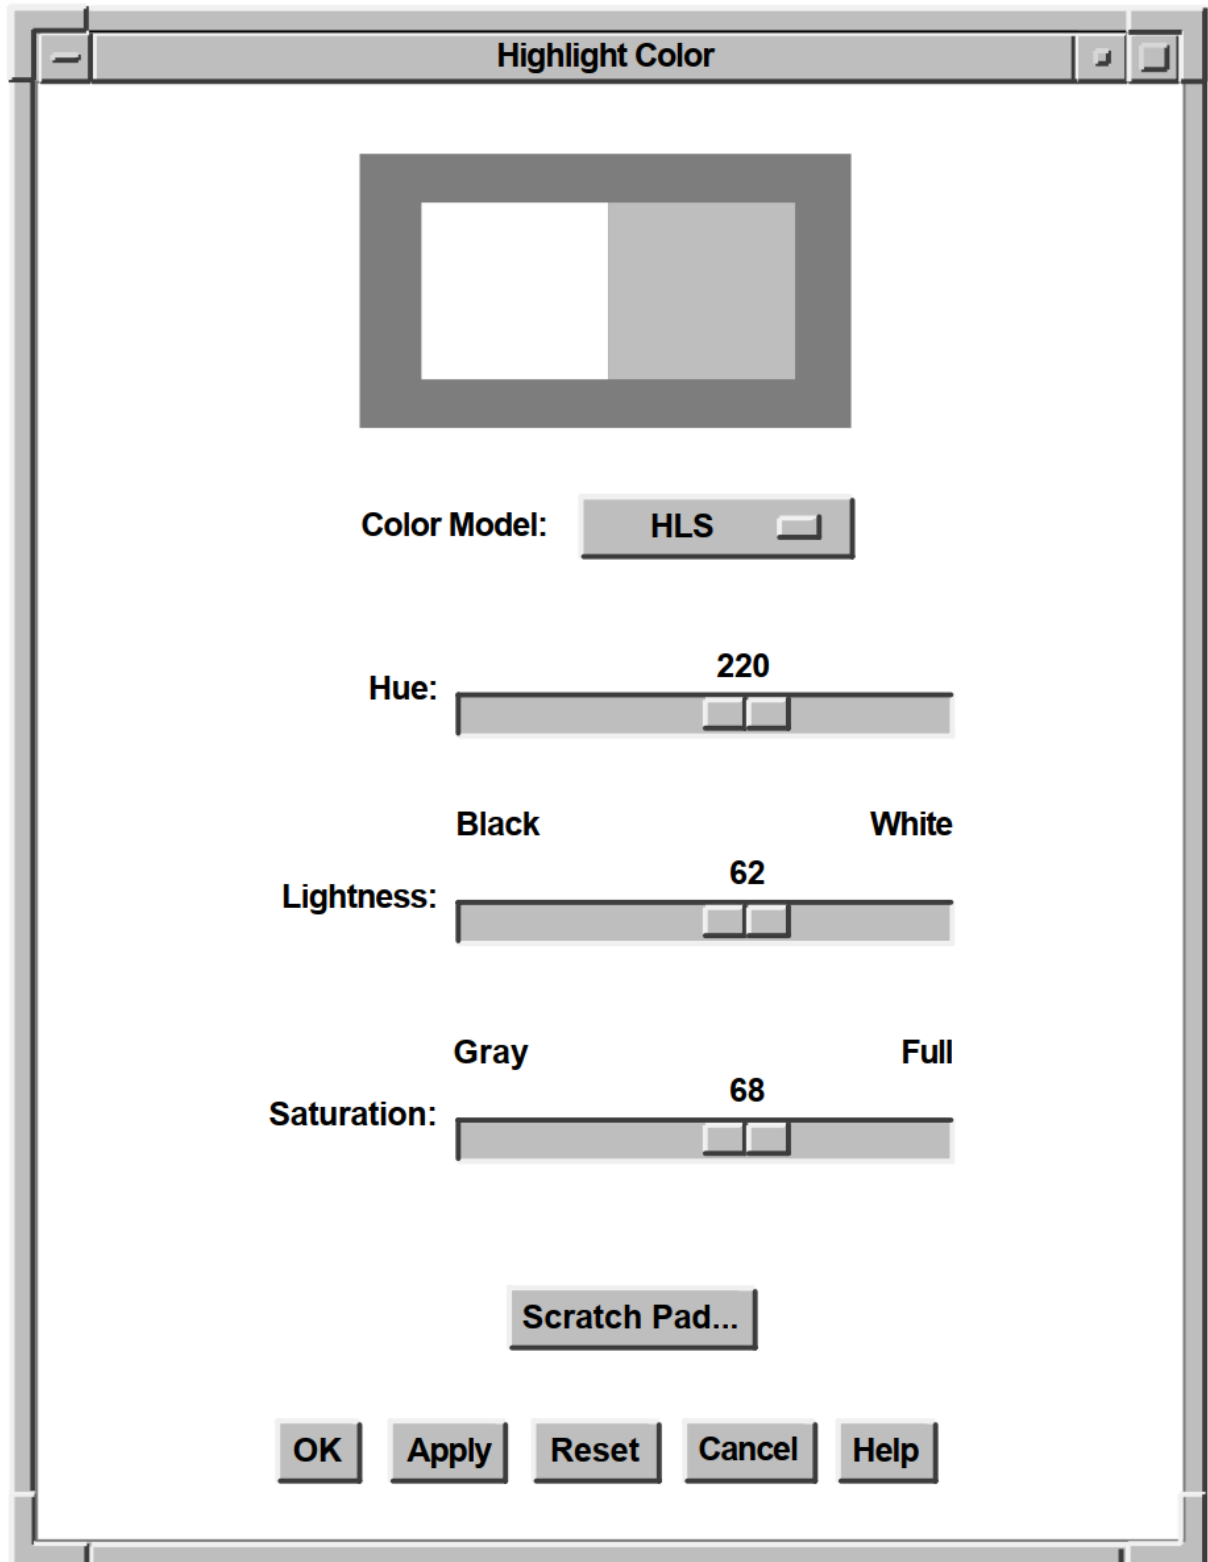 Highlight Color
Color Model: HLS
220
Hue:
Black White
62
Lightness:
Gray Full
68
Saturation:
Scratch Pad...
OK Apply Reset Cancel Help